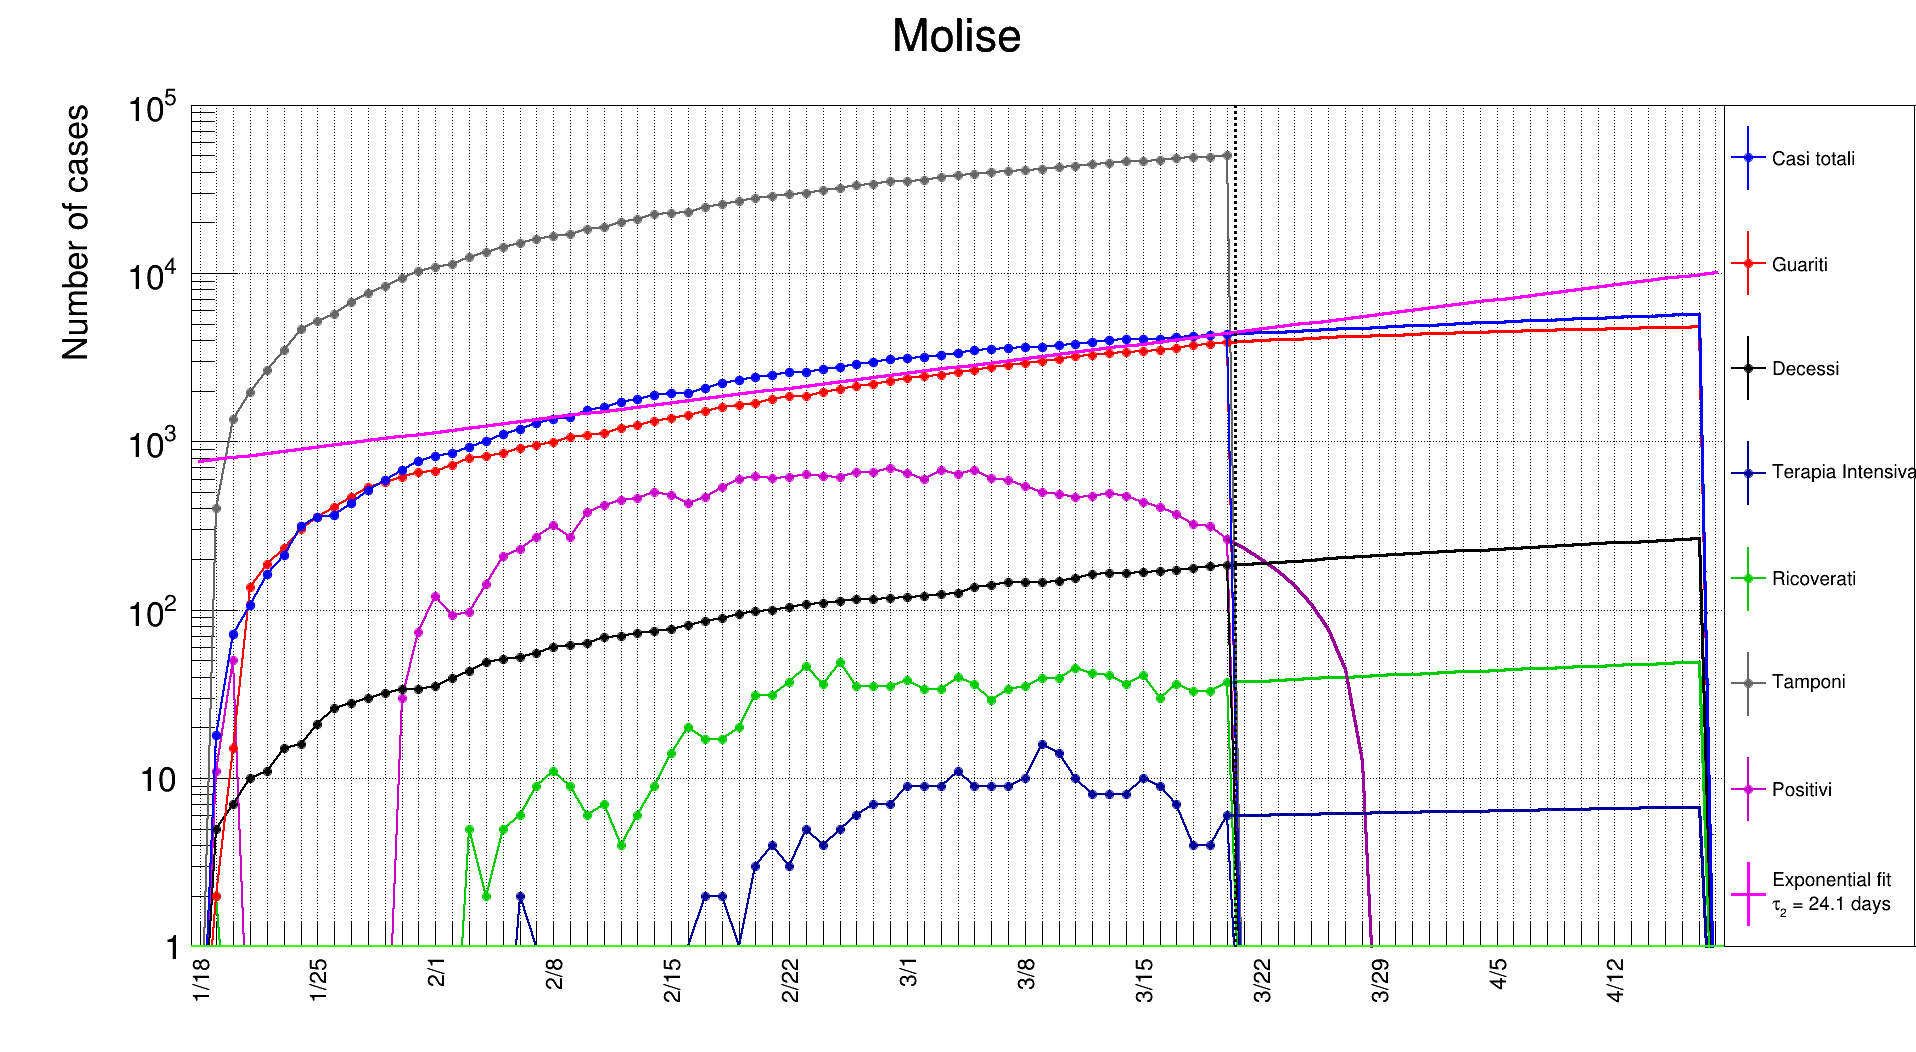 Molise
Number of cases
10^5
10^4
10^3
10^2
10
1
1/18
1/25
2/1
2/8
2/15
2/22
3/1
3/8
3/15
3/22
3/29
4/5
4/12
Casi totali
Guariti
Decessi
Terapia Intensiva
Ricoverati
Tamponi
Positivi
Exponential fit
τ₂ = 24.1 days